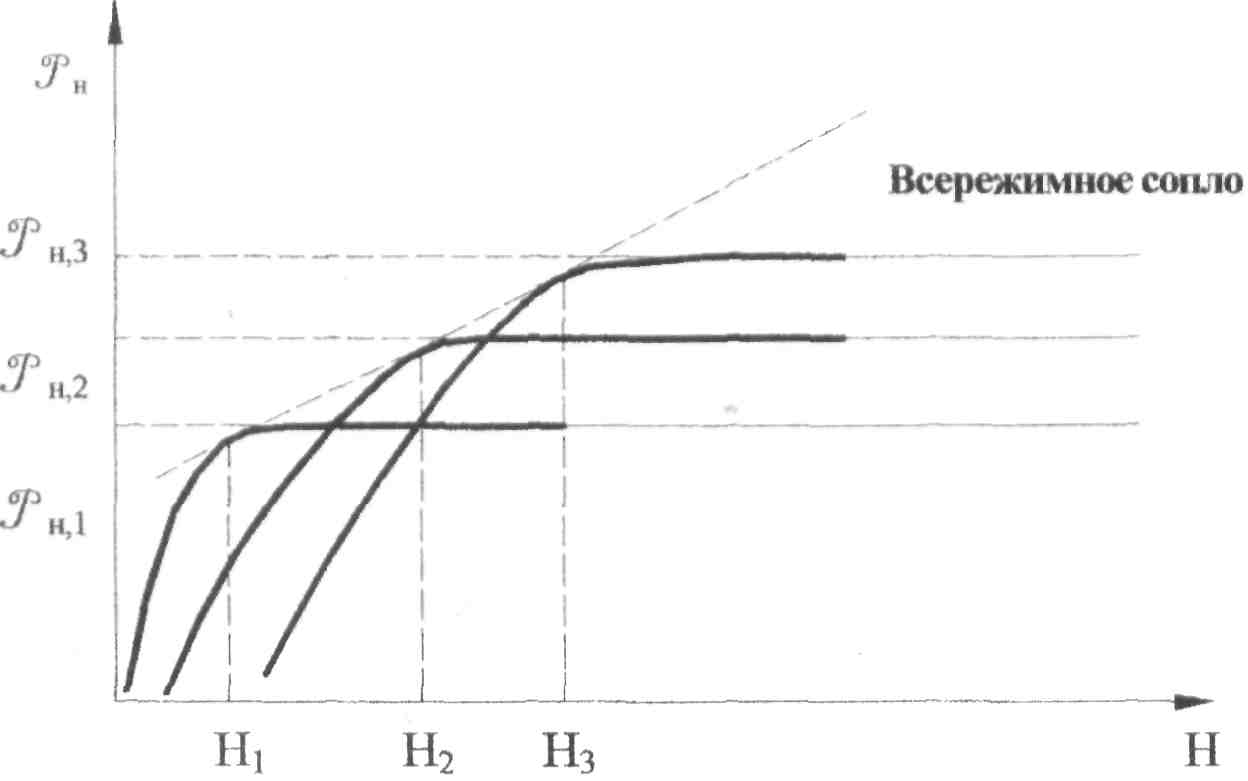 𝒫н
Всережимное сопло
𝒫н,3
𝒫н,2
𝒫н,1
H₁ H₂ H₃ H